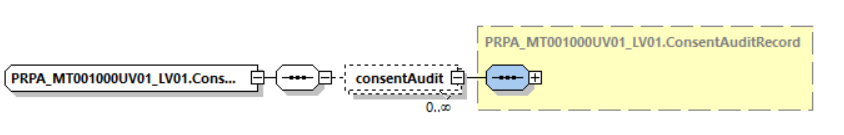 PRPA_MT001000UV01_LV01.ConsentAuditRecord
PRPA_MT001000UV01_LV01.Cons...
consentAudit
0..∞